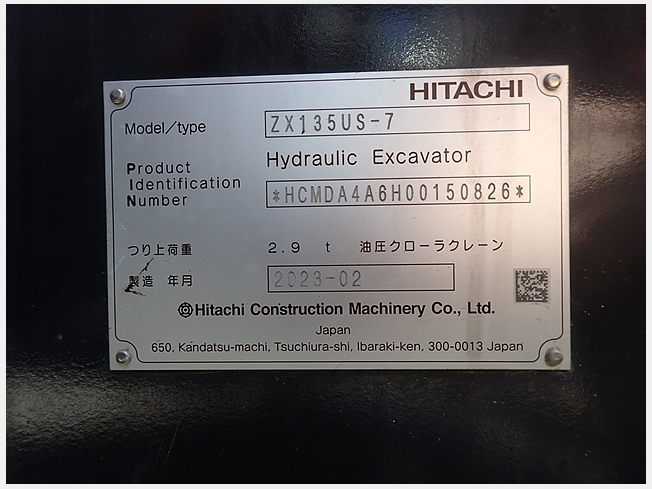 HITACHI
Model/type ZX135US-7
Product Identification Number Hydraulic Excavator
*HCMDA4A6H00150826*
つり上荷重 2.9 t 油圧クローラクレーン
製造 年月 2023-02
Hitachi Construction Machinery Co., Ltd.
Japan
650, Kandatsu-machi, Tsuchiura-shi, Ibaraki-ken, 300-0013 Japan